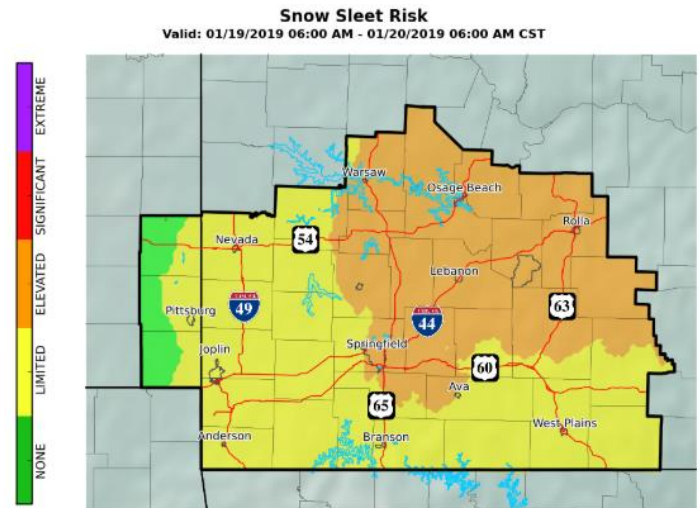 Snow Sleet Risk
Valid: 01/19/2019 06:00 AM - 01/20/2019 06:00 AM CST
EXTREME
SIGNIFICANT
ELEVATED
LIMITED
NONE
Warsaw
Osage Beach
Rolla
54
Nevada
Lebanon
Pittsburg
49
44
63
Joplin
Springfield
60
Ava
65
Anderson
Branson
West Plains